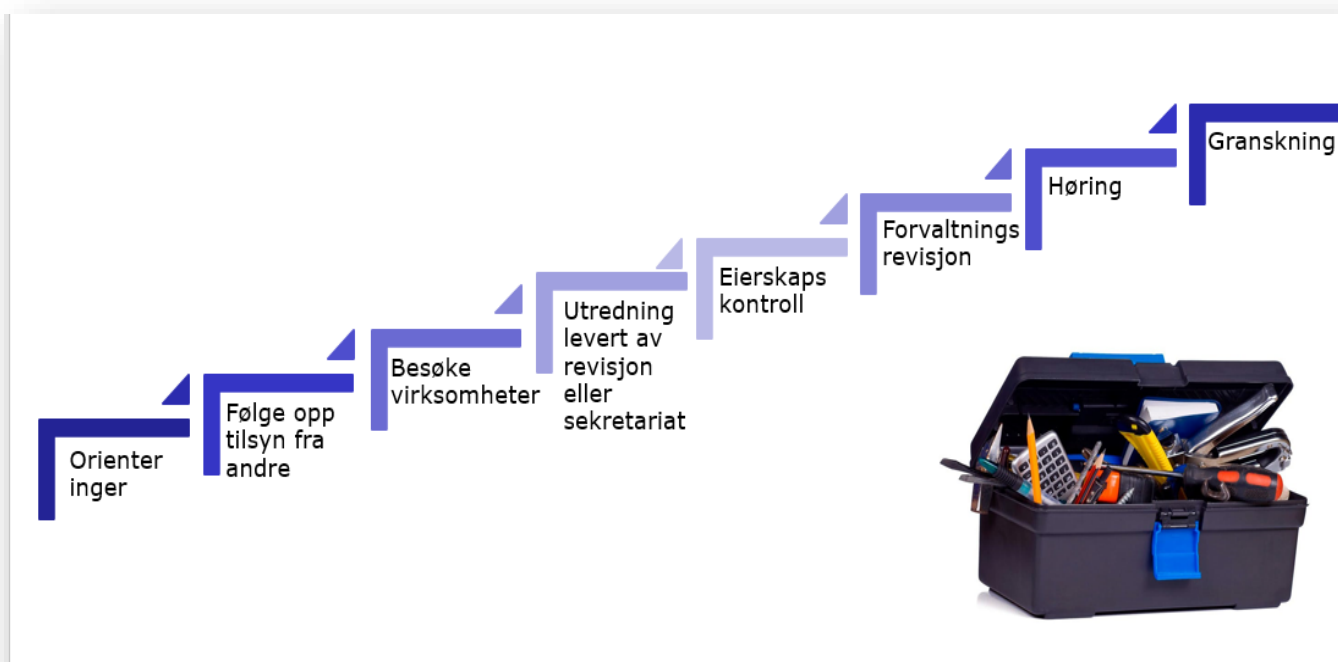 Orienter
inger
Følge opp
tilsyn fra
andre
Besøke
virksomheter
Utredning
levert av
revisjon
eller
sekretariat
Eierskaps
kontroll
Forvaltnings
revisjon
Høring
Granskning